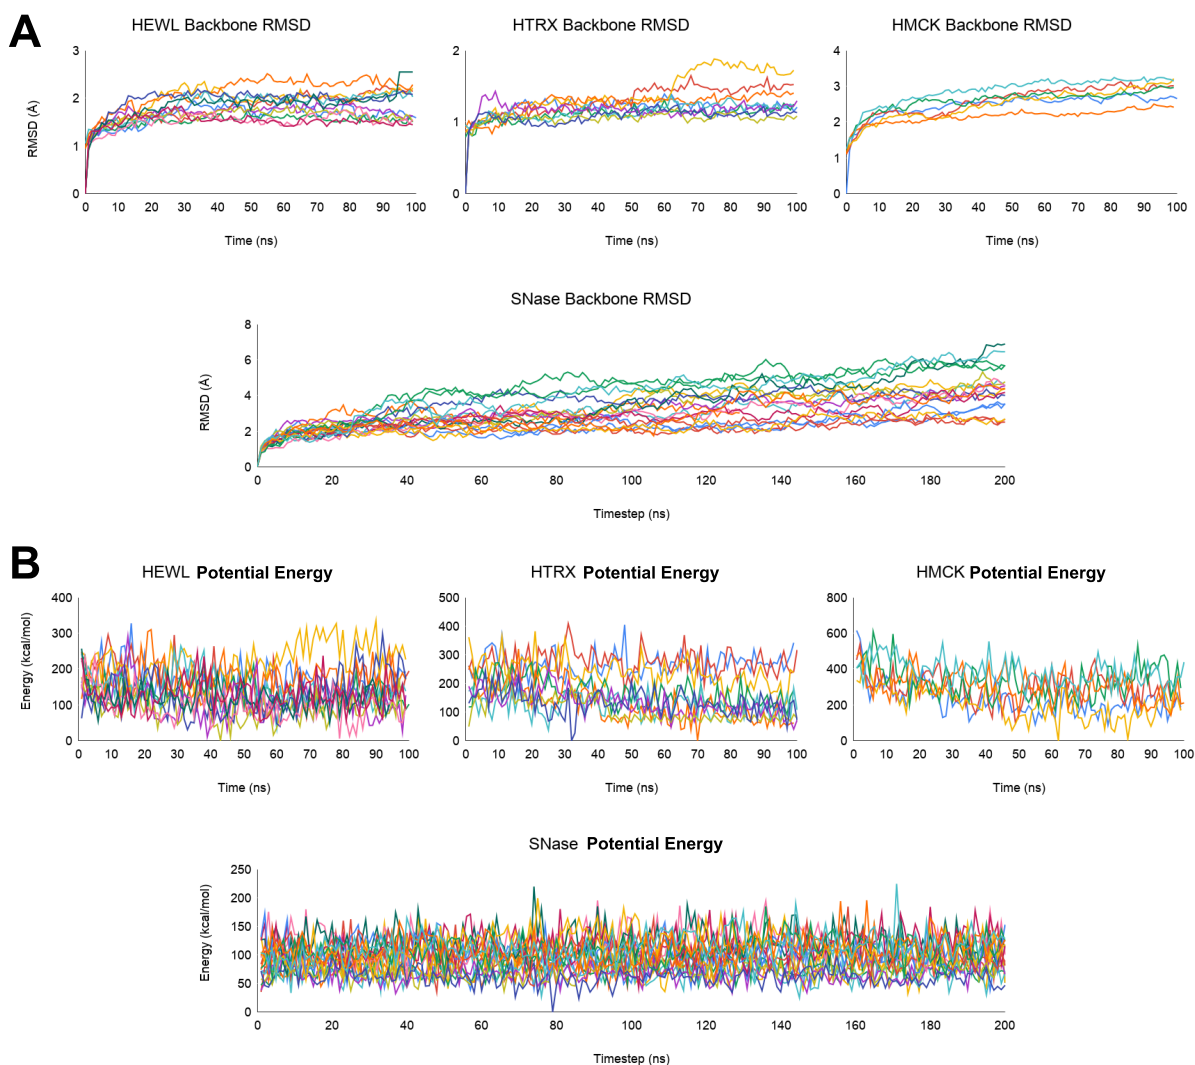 A
HEWL Backbone RMSD
RMSD (Å)
3
2
1
0
0 10 20 30 40 50 60 70 80 90 100
Time (ns)
HTRX Backbone RMSD
2
1
0
0 10 20 30 40 50 60 70 80 90 100
Time (ns)
HMCK Backbone RMSD
4
3
2
1
0
0 10 20 30 40 50 60 70 80 90 100
Time (ns)
SNase Backbone RMSD
RMSD (Å)
8
6
4
2
0
0 20 40 60 80 100 120 140 160 180 200
Timestep (ns)
B
HEWL Potential Energy
Energy (kcal/mol)
400
300
200
100
0
0 10 20 30 40 50 60 70 80 90 100
Time (ns)
HTRX Potential Energy
500
400
300
200
100
0
0 10 20 30 40 50 60 70 80 90 100
Time (ns)
HMCK Potential Energy
800
600
400
200
0
0 10 20 30 40 50 60 70 80 90 100
Time (ns)
SNase Potential Energy
Energy (kcal/mol)
250
200
150
100
50
0
0 20 40 60 80 100 120 140 160 180 200
Timestep (ns)